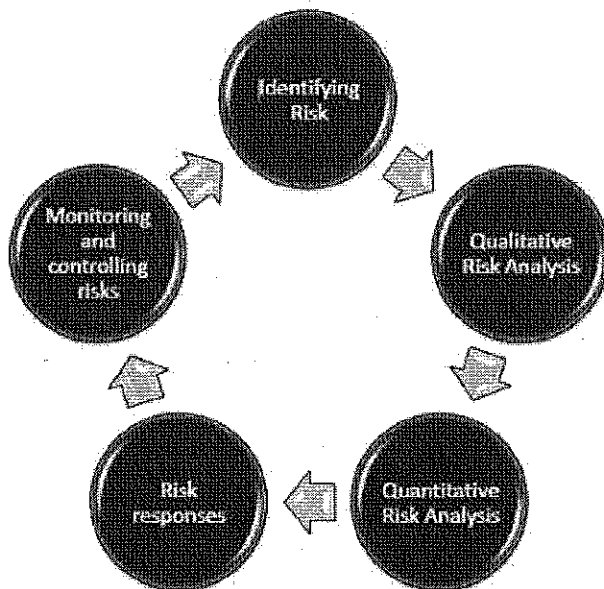 Identifying
Risk
Qualitative
Risk Analysis
Quantitative
Risk Analysis
Risk
responses
Monitoring
and
controlling
risks